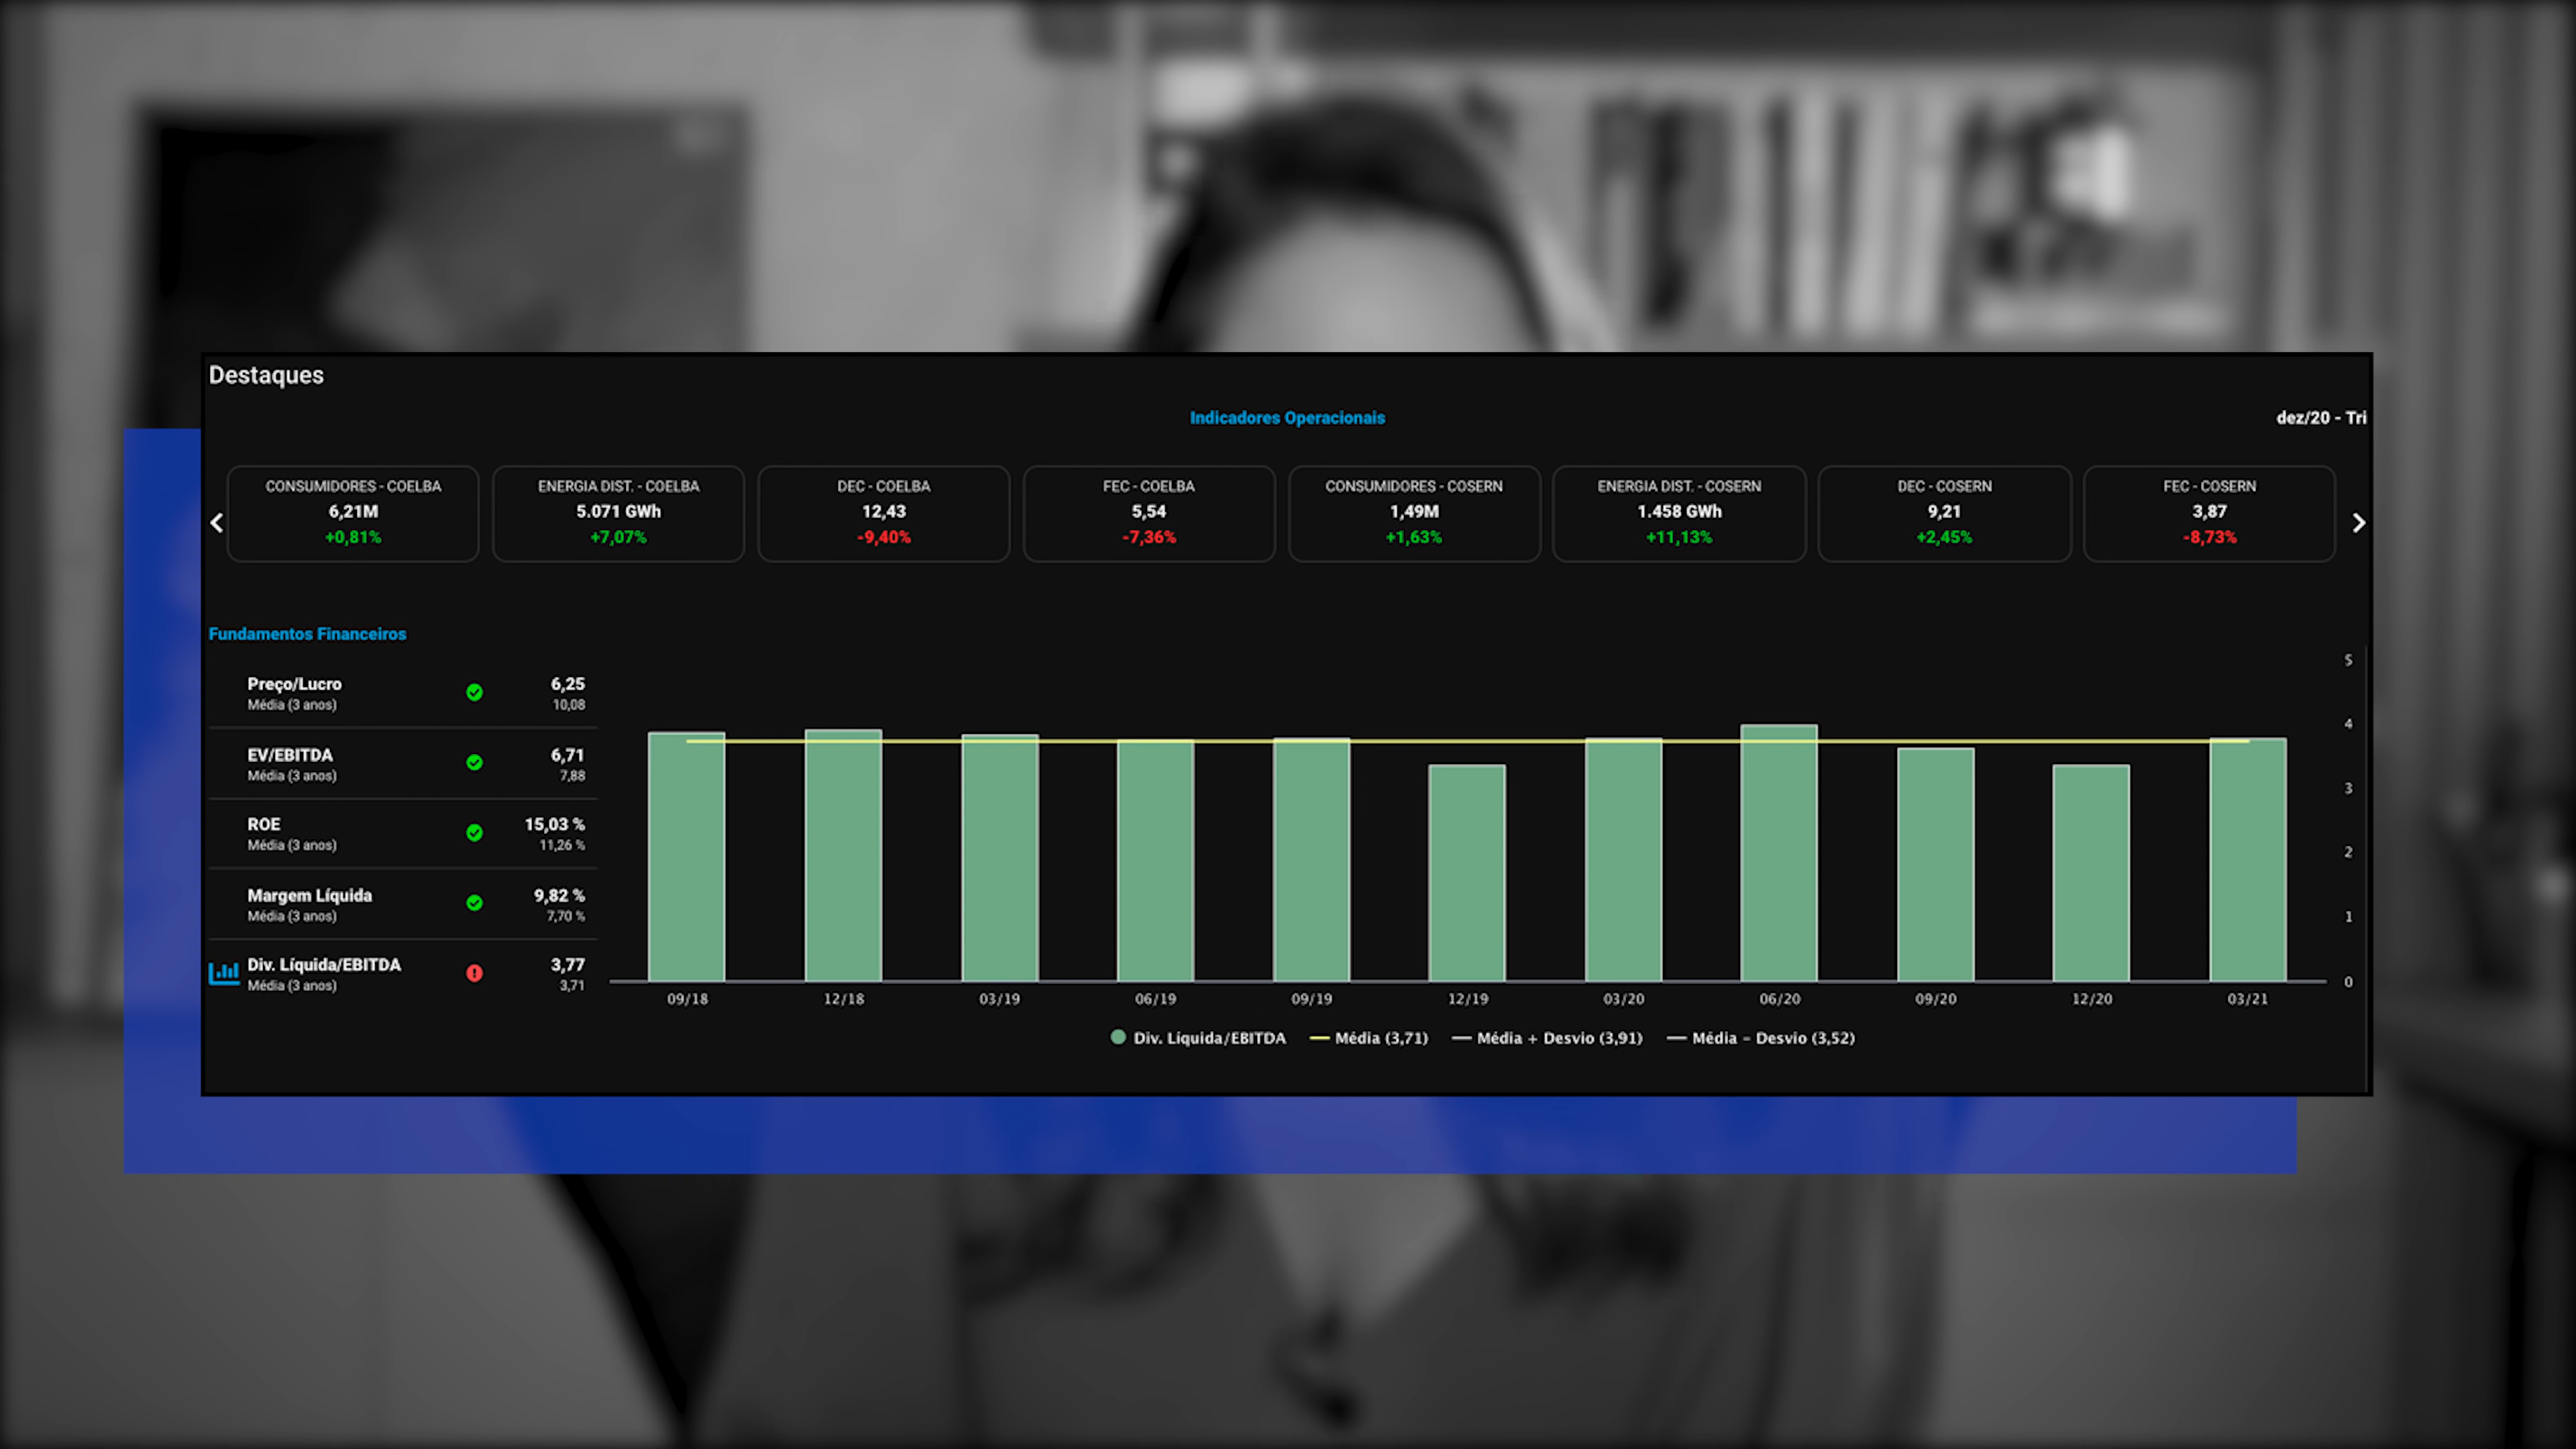 Destaques
Indicadores Operacionais
dez/20 - Tri
CONSUMIDORES - COELBA
6,21M
+0,81%
ENERGIA DIST. - COELBA
5.071 GWh
+7,07%
DEC - COELBA
12,43
-9,40%
FEC - COELBA
5,54
-7,36%
CONSUMIDORES - COSERN
1,49M
+1,63%
ENERGIA DIST. - COSERN
1.458 GWh
+11,13%
DEC - COSERN
9,21
+2,45%
FEC - COSERN
3,87
-8,73%
Fundamentos Financeiros
Preço/Lucro 6,25
Média (3 anos) 10,08
EV/EBITDA 6,71
Média (3 anos) 7,88
ROE 15,03 %
Média (3 anos) 11,26 %
Margem Líquida 9,82 %
Média (3 anos) 7,70 %
Div. Líquida/EBITDA 3,77
Média (3 anos) 3,71
5
4
3
2
1
0
09/18 12/18 03/19 06/19 09/19 12/19 03/20 06/20 09/20 12/20 03/21
Div. Líquida/EBITDA Média (3,71) Média + Desvio (3,91) Média - Desvio (3,52)